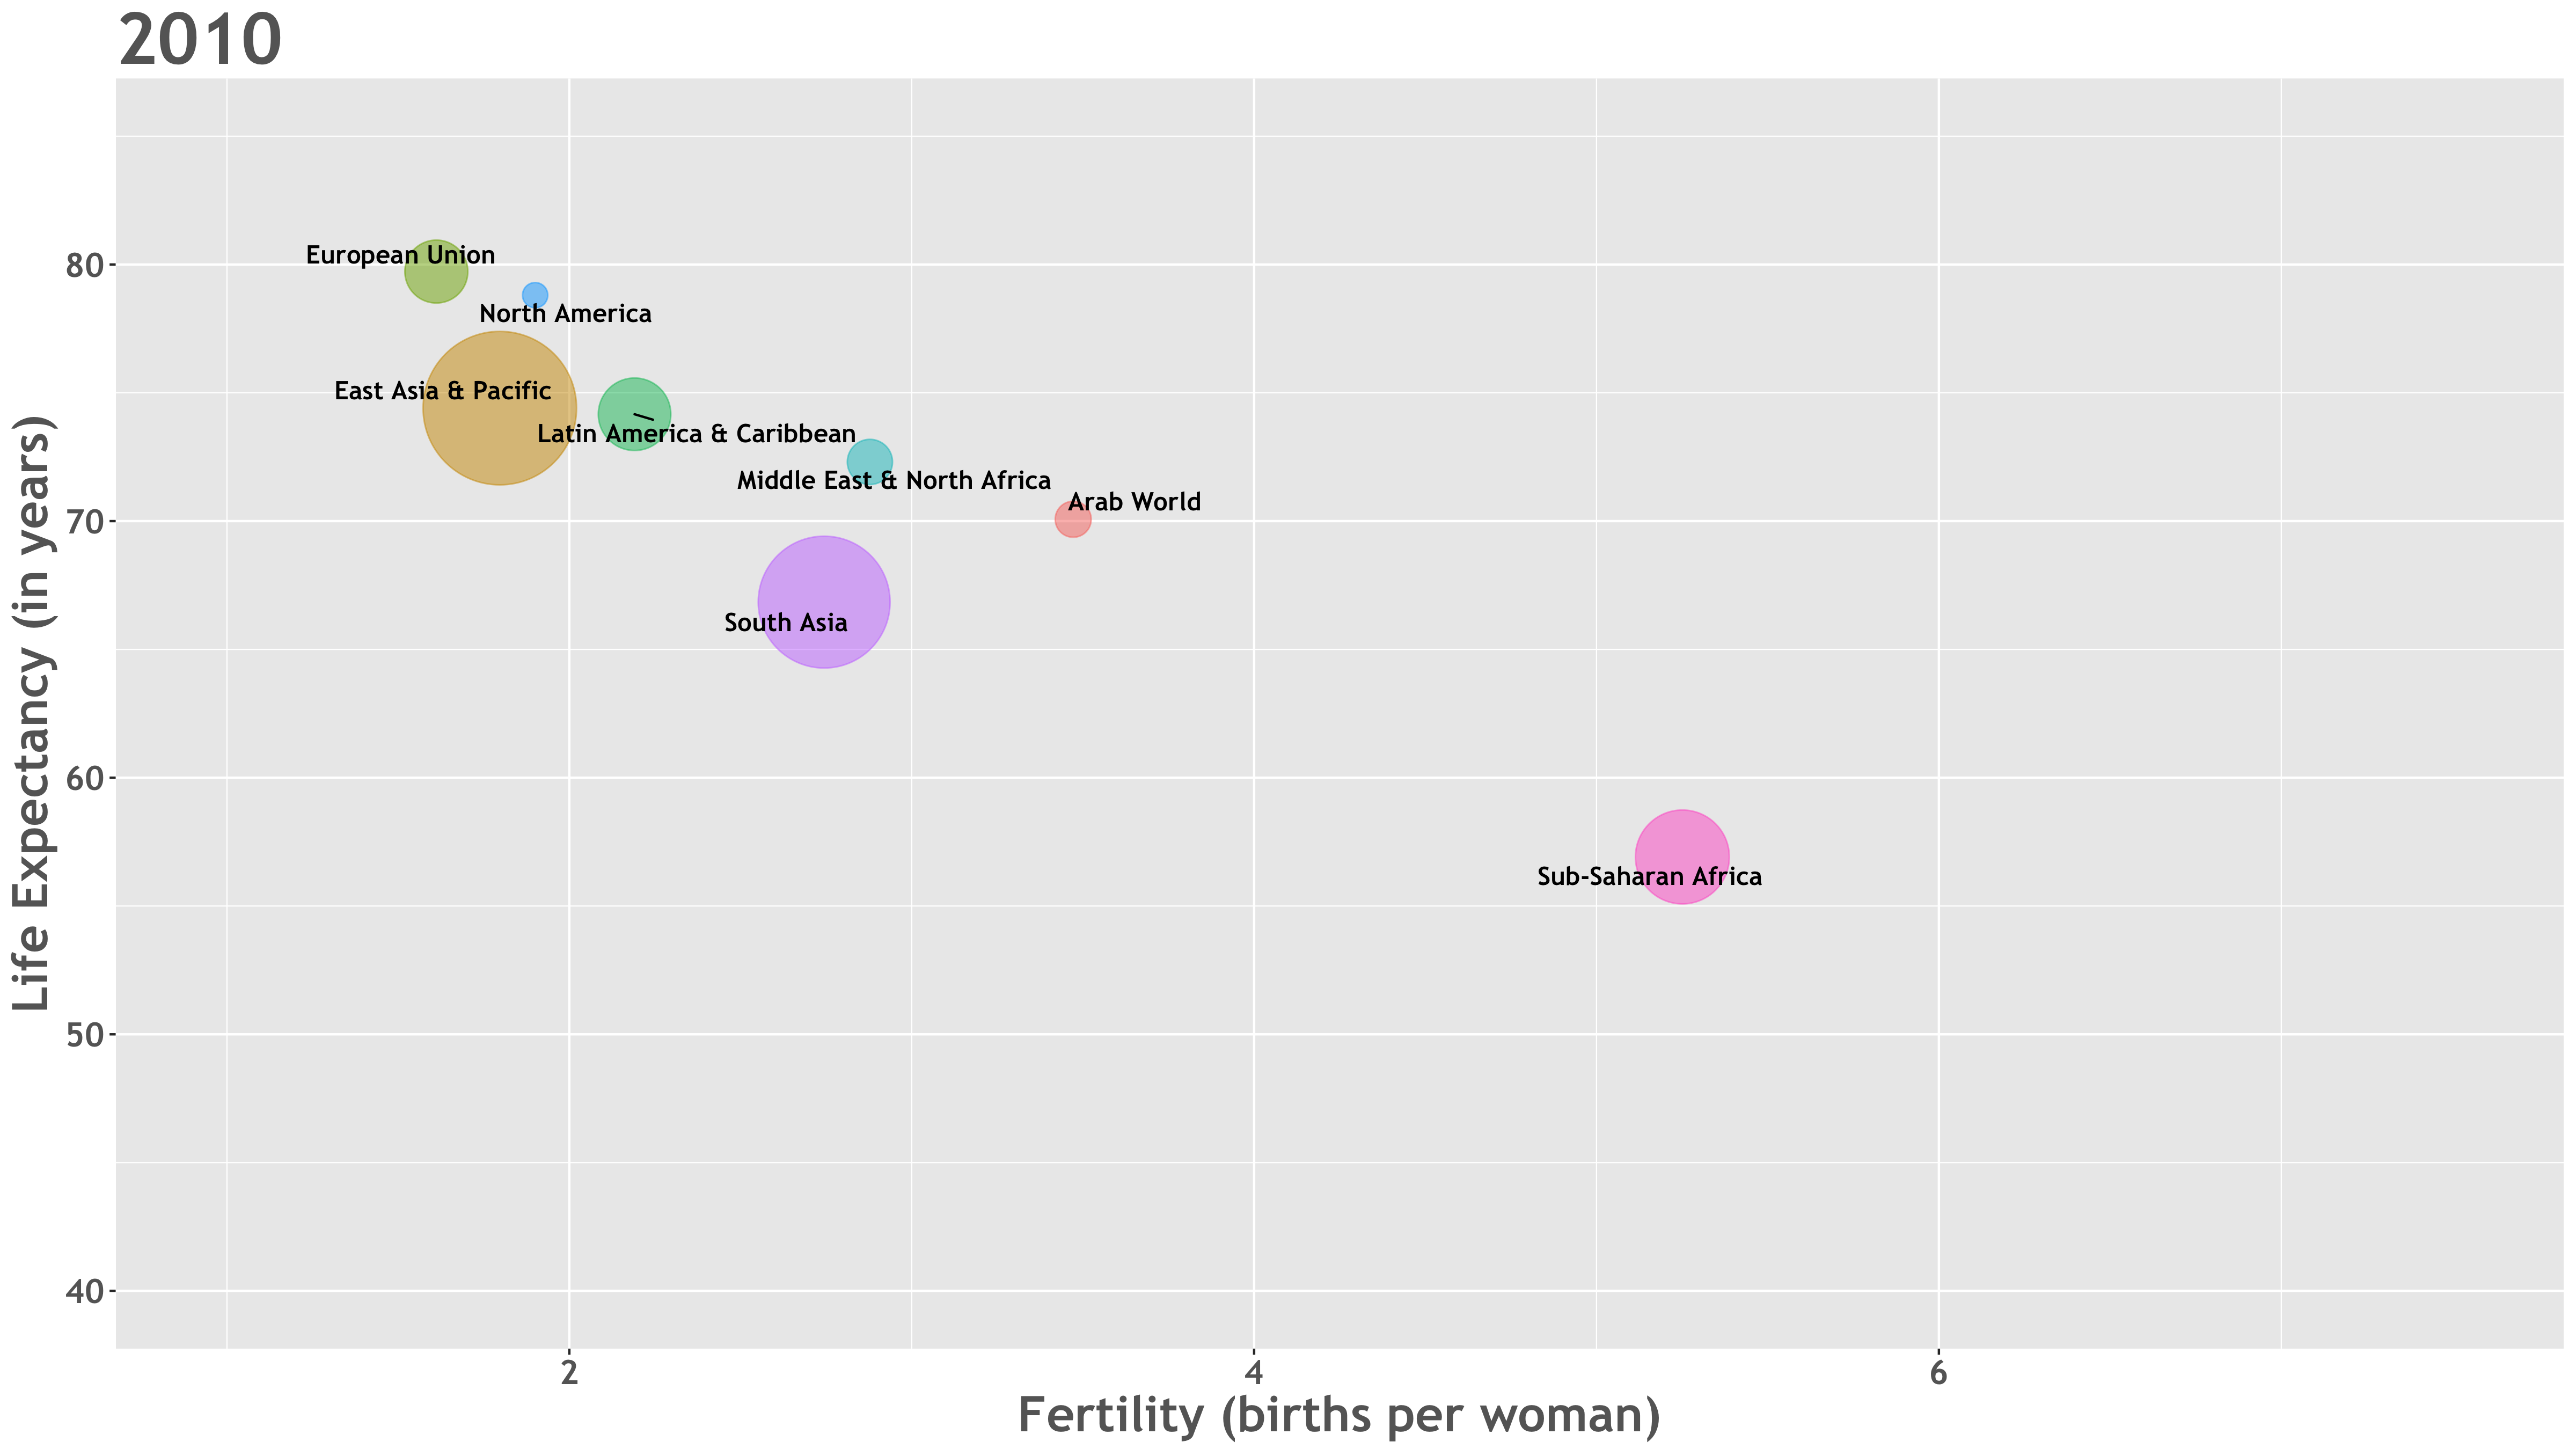 2010
European Union
80
North America
East Asia & Pacific
Latin America & Caribbean
Middle East & North Africa
Arab World
70
South Asia
60
Sub-Saharan Africa
50
40
Life Expectancy (in years)
2
4
6
Fertility (births per woman)